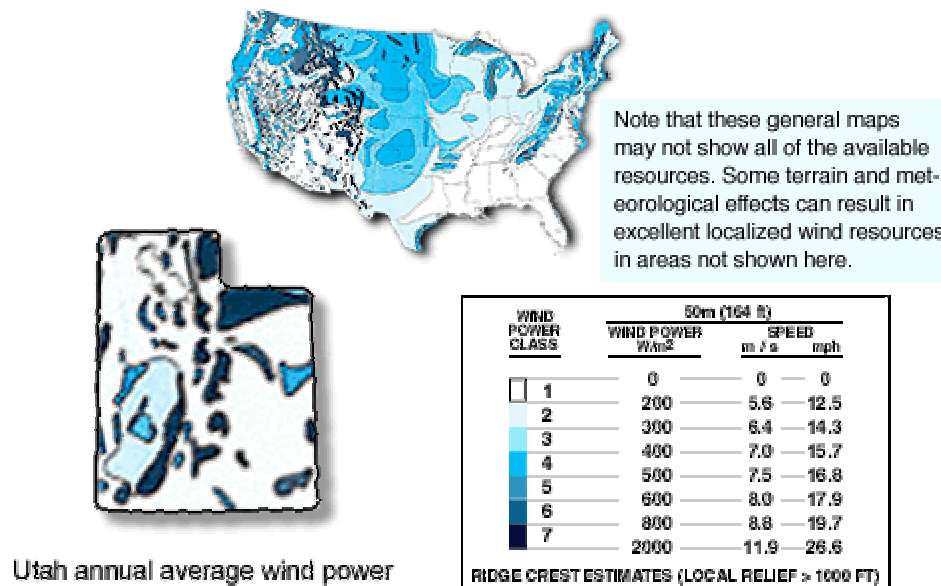 Note that these general maps
may not show all of the available
resources. Some terrain and met-
eorological effects can result in
excellent localized wind resources
in areas not shown here.
WIND POWER CLASS
50m (164 ft)
WIND POWER W/m2
SPEED
m / s mph
0 0 0
1
200 5.6 12.5
2
300 6.4 14.3
3
400 7.0 15.7
4
500 7.5 16.8
5
600 8.0 17.9
6
800 8.8 19.7
7
2000 11.9 26.6
RIDGE CREST ESTIMATES (LOCAL RELIEF > 1000 FT)
Utah annual average wind power